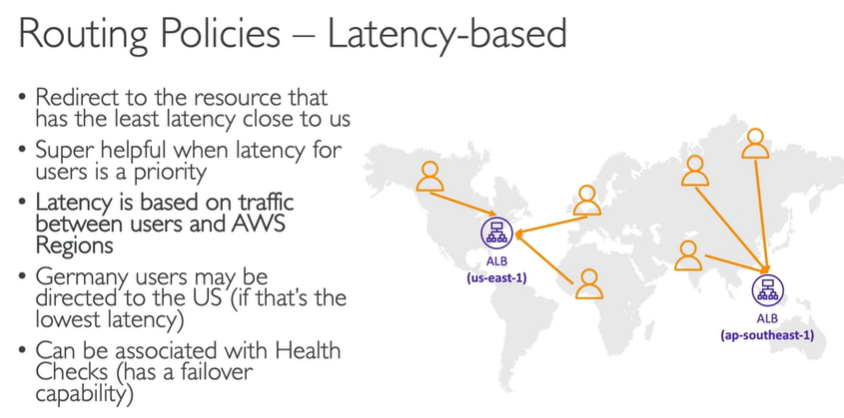 Routing Policies – Latency-based
• Redirect to the resource that
has the least latency close to us
• Super helpful when latency for
users is a priority
• Latency is based on traffic
between users and AWS
Regions
• Germany users may be
directed to the US (if that's the
lowest latency)
• Can be associated with Health
Checks (has a failover
capability)
ALB
(us-east-1)
ALB
(ap-southeast-1)